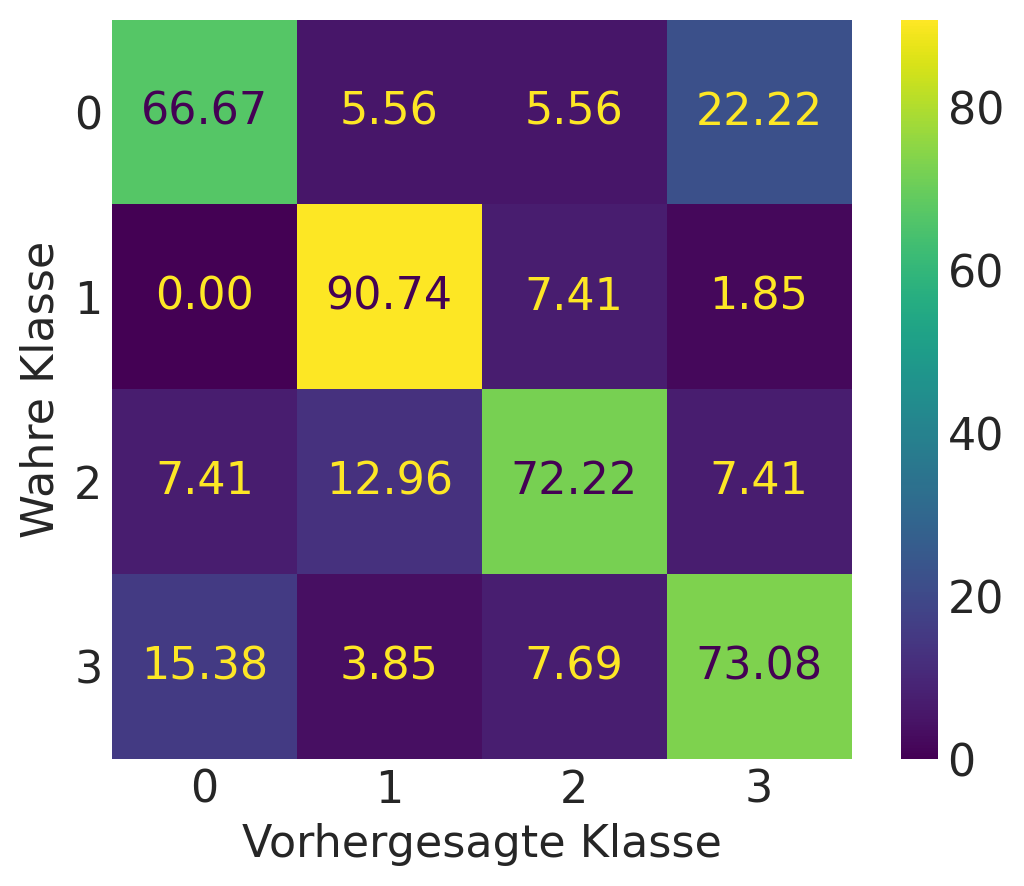 0 66.67 5.56 5.56 22.22
1 0.00 90.74 7.41 1.85
2 7.41 12.96 72.22 7.41
3 15.38 3.85 7.69 73.08
0 1 2 3
Vorhergesagte Klasse
Wahre Klasse
80
60
40
20
0